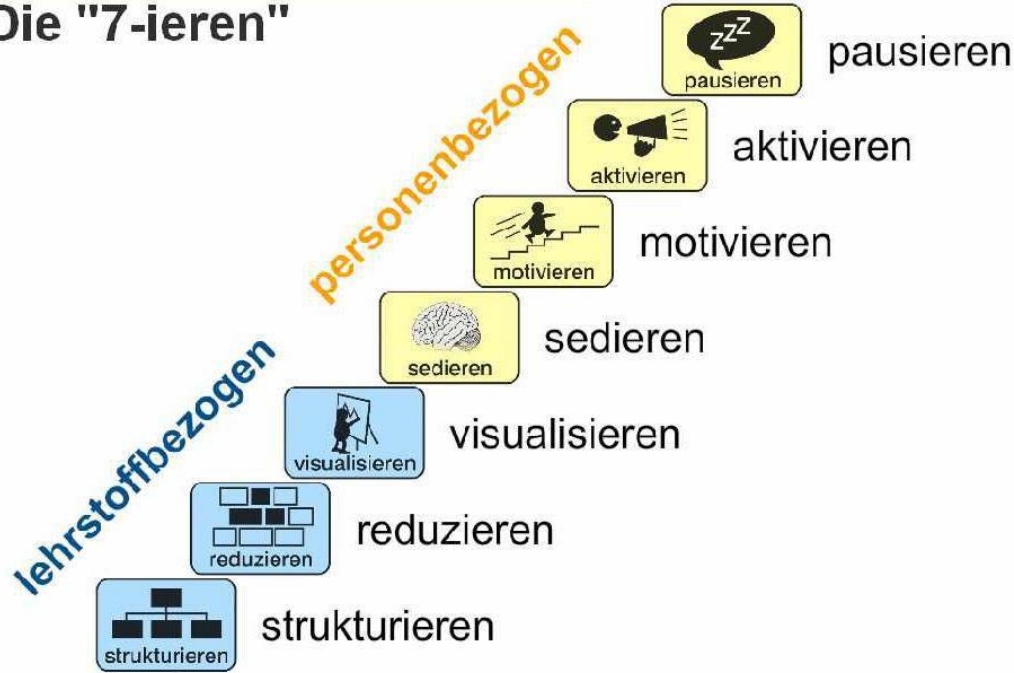 Die "7-ieren"
personenbezogen
lehrstoffbezogen
zzz
pausieren
pausieren
aktivieren
aktivieren
motivieren
motivieren
sedieren
sedieren
visualisieren
visualisieren
reduzieren
reduzieren
strukturieren
strukturieren